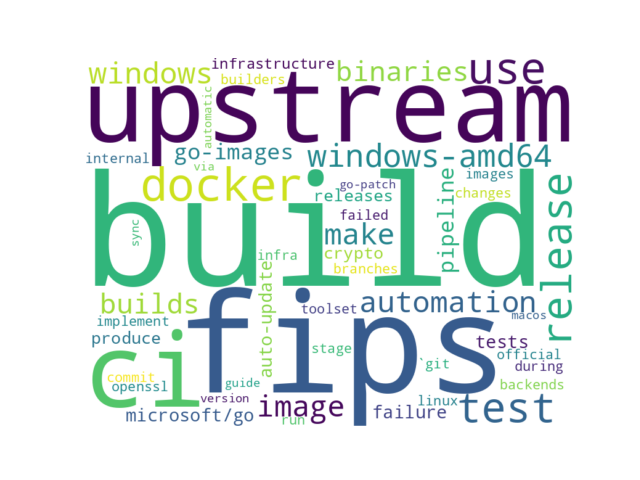 infrastructure
windows builders binaries use
upstream
automatic
internal go-images windows-amd64
via
docker go-patch images
releases changes
build
sync failed pipeline release
make
infra crypto
branches
builds auto-update toolset automation
implement macos
fips
produce stage `git tests
official
ci during
commit guide backends
openssl version linux
microsoft/go image failure test
run